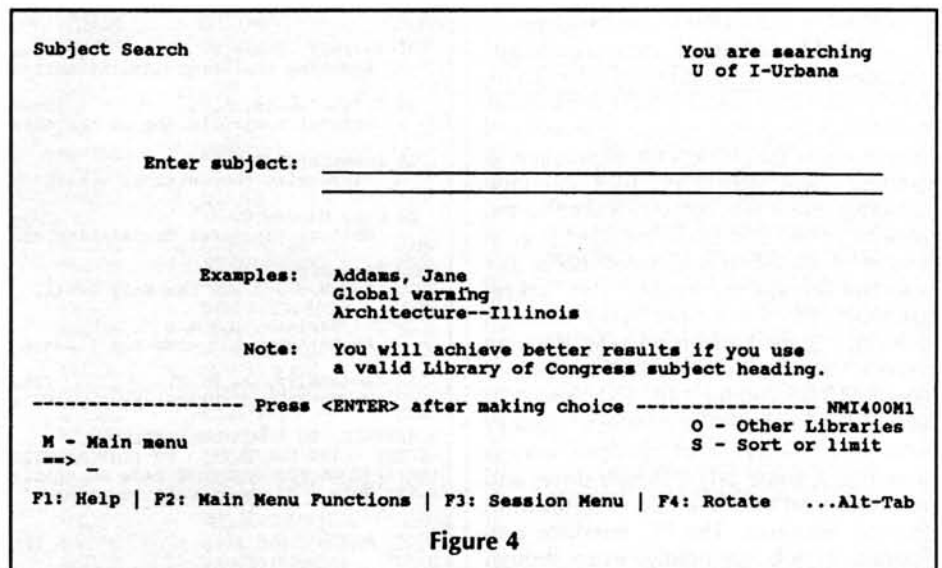 Subject Search You are searching
U of I-Urbana
Enter subject:
Examples: Addams, Jane
Global warming
Architecture--Illinois
Note: You will achieve better results if you use
a valid Library of Congress subject heading.
------------------ Press <ENTER> after making choice ---------------- NMI400M1
O - Other Libraries
M - Main menu
S - Sort or limit
---> _
F1: Help | F2: Main Menu Functions | F3: Session Menu | F4: Rotate ...Alt-Tab
Figure 4